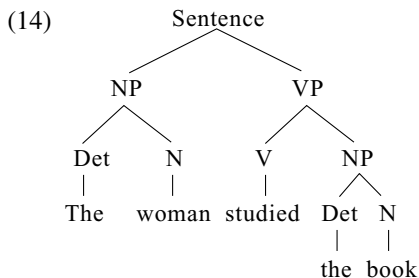 (14) Sentence
NP VP
Det N V NP
The woman studied Det N
the book